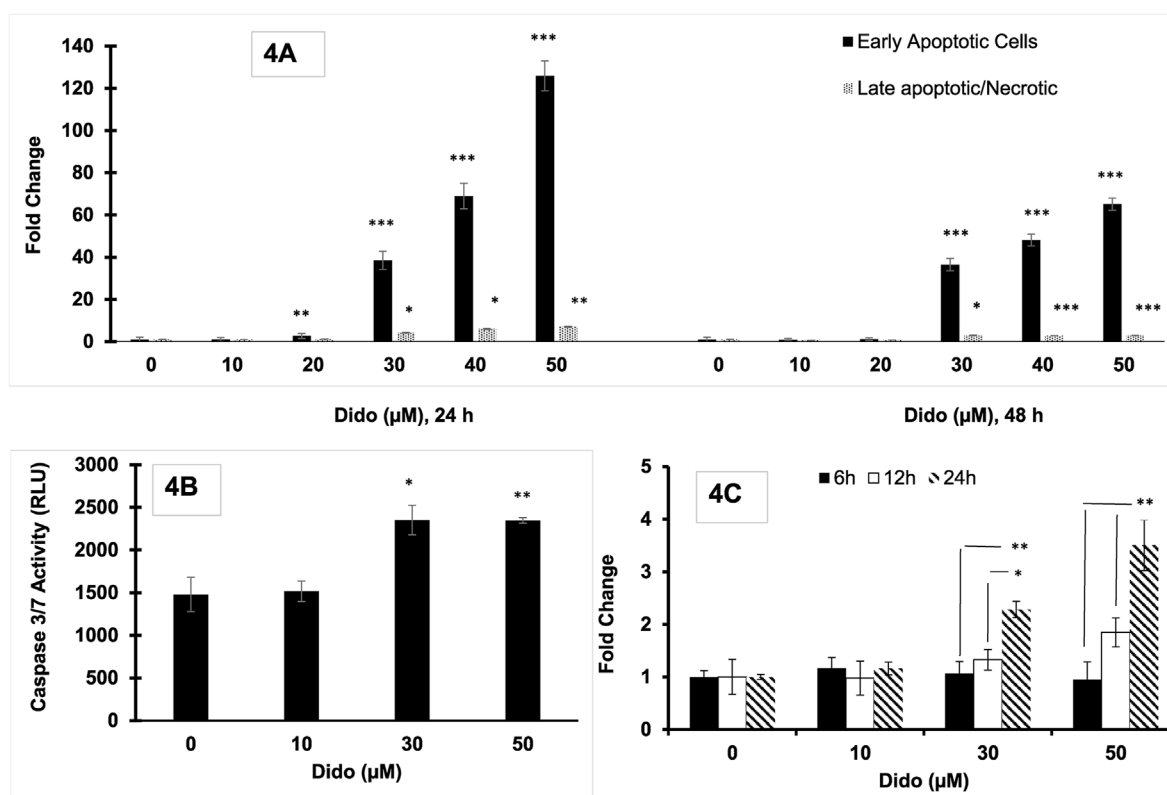 4A
Early Apoptotic Cells
Late apoptotic/Necrotic
Fold Change
140
120
100
80
60
40
20
0
**
***
*
***
*
***
**
***
*
***
***
***
***
0 10 20 30 40 50 0 10 20 30 40 50
Dido (µM), 24 h Dido (µM), 48 h
4B
Caspase 3/7 Activity (RLU)
3000
2500
2000
1500
1000
500
0
*
**
0 10 30 50
Dido (µM)
4C
6h 12h 24h
Fold Change
5
4
3
2
1
0
**
*
**
0 10 30 50
Dido (µM)